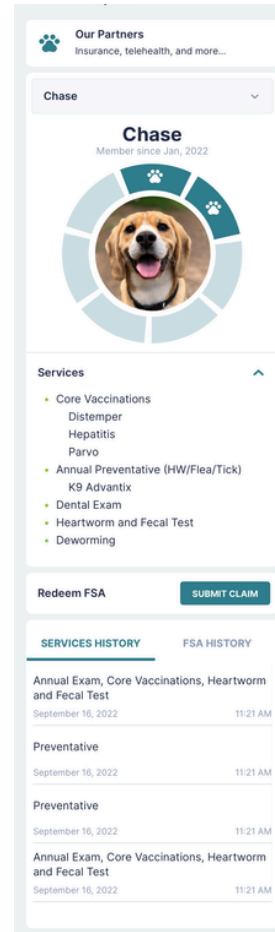 Our Partners
Insurance, telehealth, and more...
Chase
Chase
Member since Jan, 2022
Services
Core Vaccinations
Distemper
Hepatitis
Parvo
Annual Preventative (HW/Flea/Tick)
K9 Advantix
Dental Exam
Heartworm and Fecal Test
Deworming
Redeem FSA
SUBMIT CLAIM
SERVICES HISTORY
FSA HISTORY
Annual Exam, Core Vaccinations, Heartworm
and Fecal Test
September 16, 2022
11:21 AM
Preventative
September 16, 2022
11:21 AM
Preventative
September 16, 2022
11:21 AM
Annual Exam, Core Vaccinations, Heartworm
and Fecal Test
September 16, 2022
11:21 AM